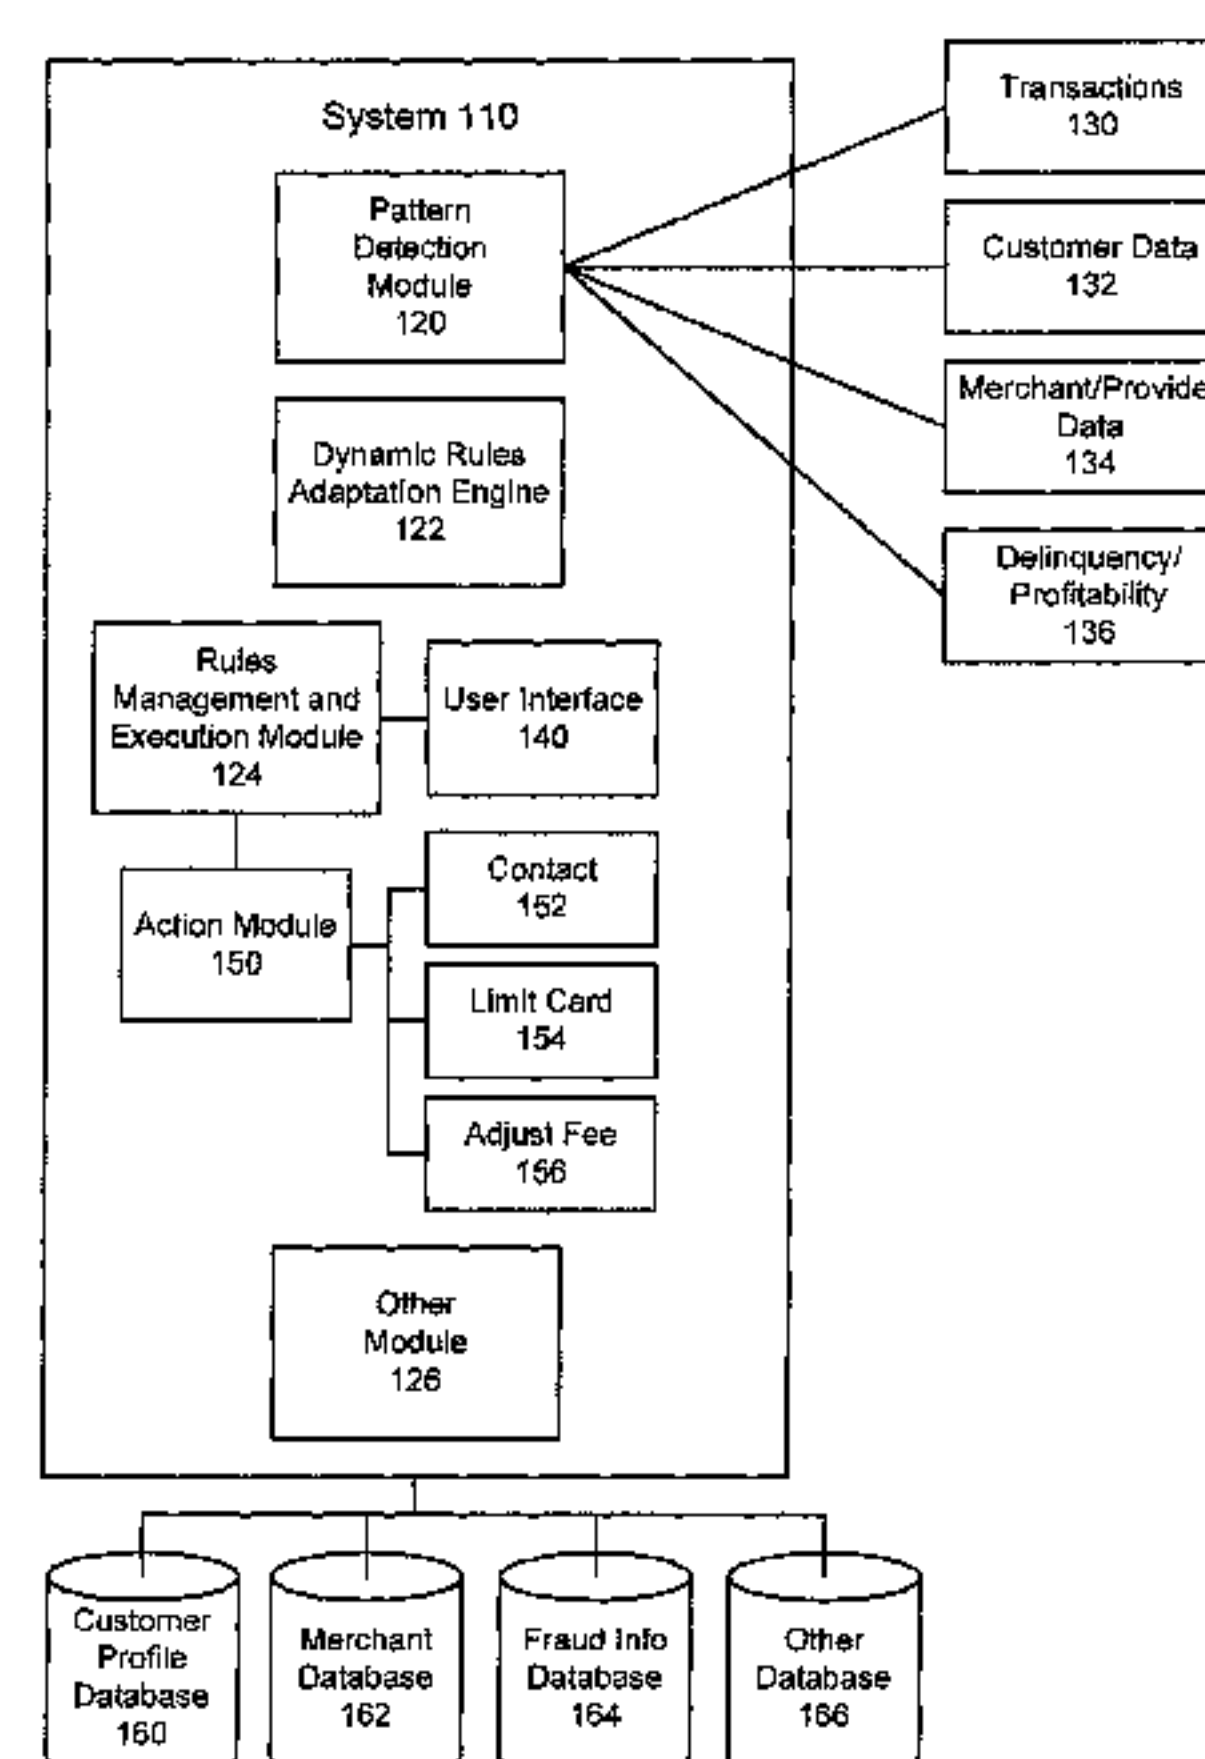 System 110
Pattern
Detection
Module
120
Dynamic Rules
Adaptation Engine
122
Rules
Management and
Execution Module
124
User Interface
140
Action Module
150
Contact
152
Limit Card
154
Adjust Fee
156
Other
Module
126
Transactions
130
Customer Data
132
Merchant/Provide
Data
134
Delinquency/
Profitability
136
Customer
Profile
Database
160
Merchant
Database
162
Fraud Info
Database
164
Other
Database
166